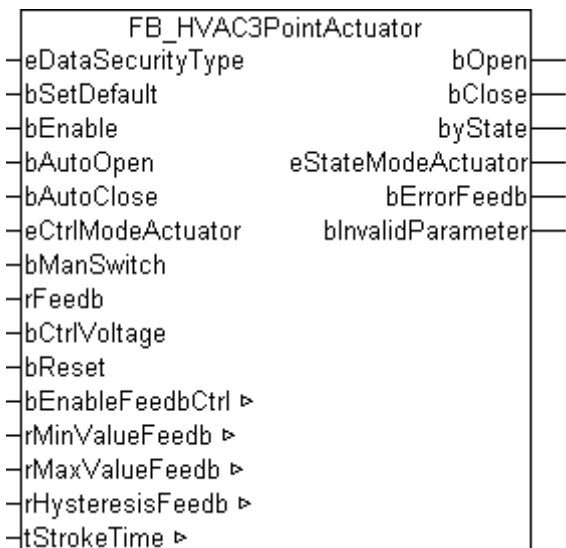 FB_HVAC3PointActuator
eDataSecurityType bOpen
bSetDefault bClose
bEnable byState
bAutoOpen eStateModeActuator
bAutoClose bErrorFeedb
eCtrlModeActuator bInvalidParameter
bManSwitch
rFeedb
bCtrlVoltage
bReset
bEnableFeedbCtrl ▹
rMinValueFeedb ▹
rMaxValueFeedb ▹
rHysteresisFeedb ▹
tStrokeTime ▹